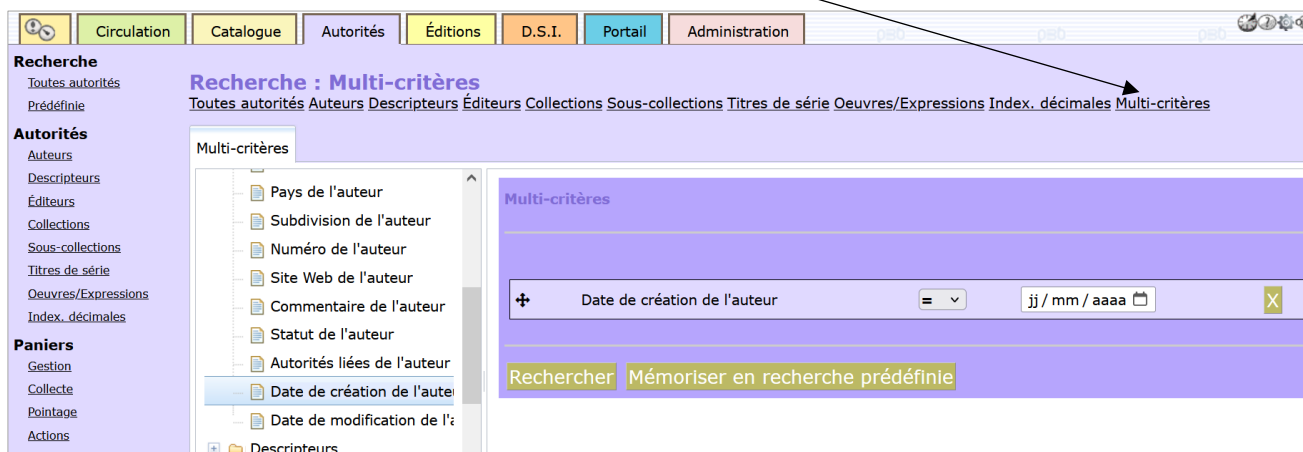 Circulation Catalogue Autorités Éditions D.S.I. Portail Administration
Recherche
Toutes autorités
Prédéfinie
Autorités
Auteurs
Descripteurs
Éditeurs
Collections
Sous-collections
Titres de série
Oeuvres/Expressions
Index. décimales
Paniers
Gestion
Collecte
Pointage
Actions
Recherche : Multi-critères
Toutes autorités Auteurs Descripteurs Éditeurs Collections Sous-collections Titres de série Oeuvres/Expressions Index. décimales Multi-critères
Multi-critères
Pays de l'auteur
Subdivision de l'auteur
Numéro de l'auteur
Site Web de l'auteur
Commentaire de l'auteur
Statut de l'auteur
Autorités liées de l'auteur
Date de création de l'auteu
Date de modification de l'a
Descripteurs
Multi-critères
Date de création de l'auteur = jj / mm / aaaa X
Rechercher Mémoriser en recherche prédéfinie